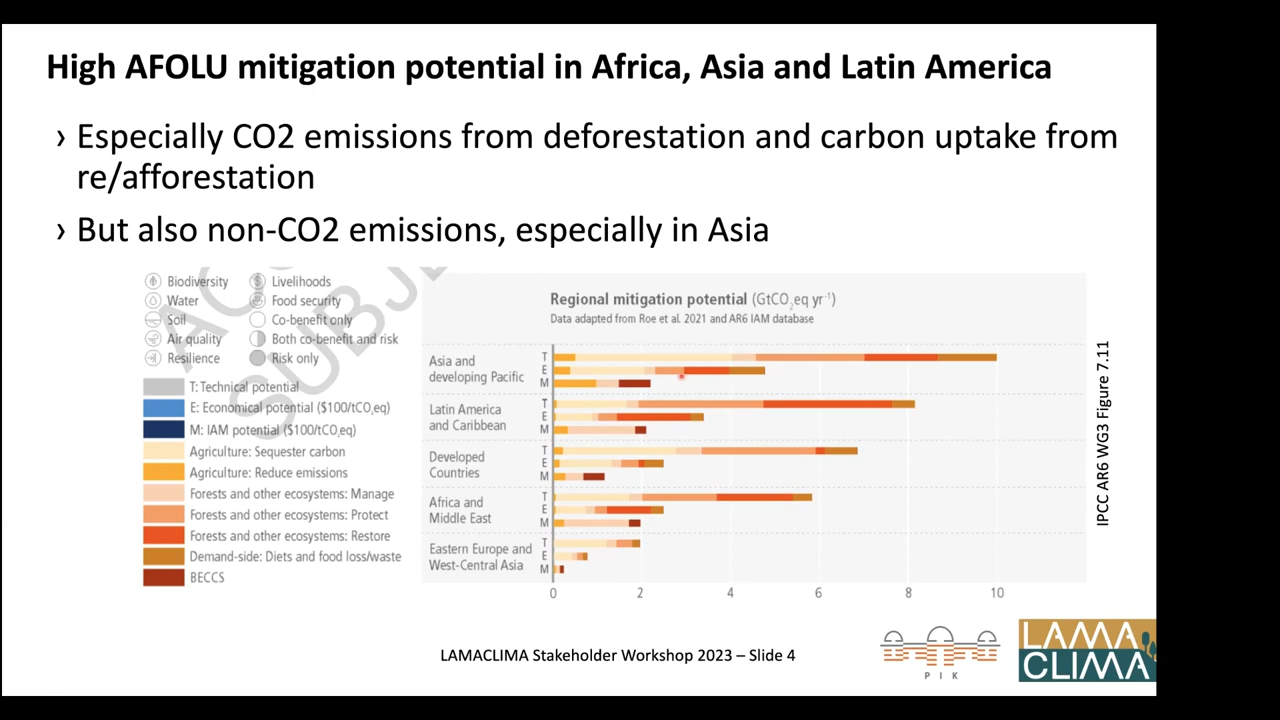 High AFOLU mitigation potential in Africa, Asia and Latin America
› Especially CO2 emissions from deforestation and carbon uptake from
re/afforestation
› But also non-CO2 emissions, especially in Asia
Biodiversity
Livelihoods
Water
Food security
Soil
Co-benefit only
Air quality
Both co-benefit and risk
Resilience
Risk only
T: Technical potential
E: Economical potential ($100/tCO2eq)
M: IAM potential ($100/tCO2eq)
Agriculture: Sequester carbon
Agriculture: Reduce emissions
Forests and other ecosystems: Manage
Forests and other ecosystems: Protect
Forests and other ecosystems: Restore
Demand-side: Diets and food loss/waste
BECCS
Regional mitigation potential (GtCO2eq yr-1)
Data adapted from Roe et al. 2021 and AR6 IAM database
Asia and
developing Pacific
T
E
M
Latin America
and Caribbean
T
E
M
Developed
Countries
T
E
M
Africa and
Middle East
T
E
M
Eastern Europe and
West-Central Asia
T
E
M
0 2 4 6 8 10
IPCC AR6 WG3 Figure 7.11
LAMACLIMA Stakeholder Workshop 2023 – Slide 4
PIK
LAMA
CLIMA